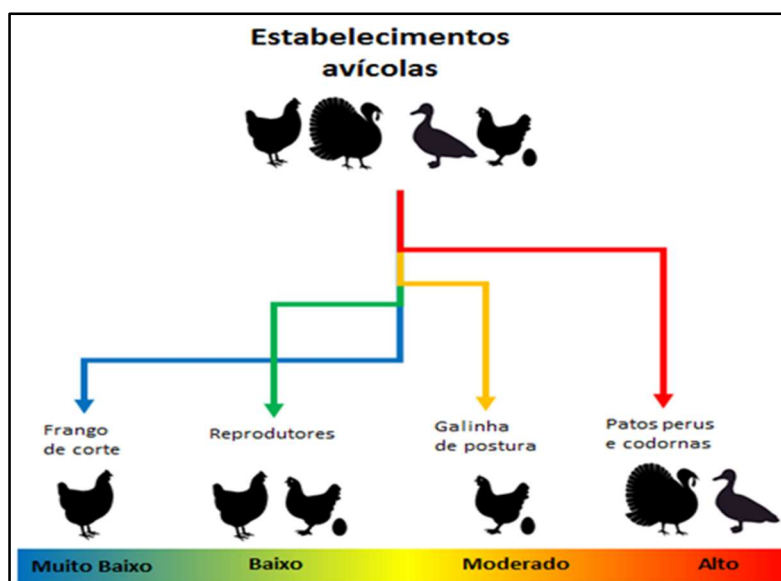 Estabelecimentos
avícolas
Frango
de corte
Reprodutores
Galinha
de postura
Patos perus
e codornas
Muito Baixo Baixo Moderado Alto